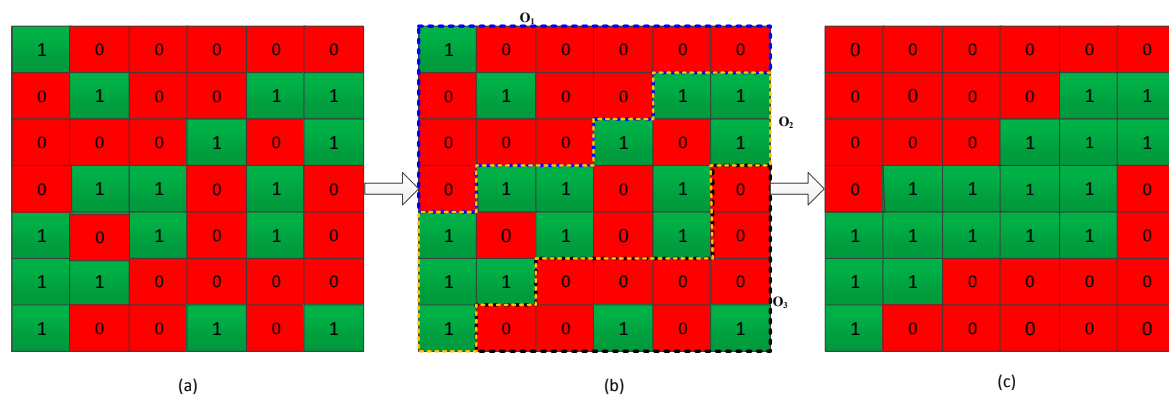 O₁
1 0 0 0 0 0 1 0 0 0 0 0 0 0 0 0 0 0
0 1 0 0 1 1 0 1 0 0 1 1 0 0 0 0 1 1
O₂
0 0 0 1 0 1 0 0 0 1 0 1 0 0 0 1 1 1
0 1 1 0 1 0 0 1 1 0 1 0 0 1 1 1 1 0
1 0 1 0 1 0 1 0 1 0 1 0 1 1 1 1 1 0
1 1 0 0 0 0 1 1 0 0 0 0 1 1 0 0 0 0
O₃
1 0 0 1 0 1 1 0 0 1 0 1 1 0 0 0 0 0
(a) (b) (c)